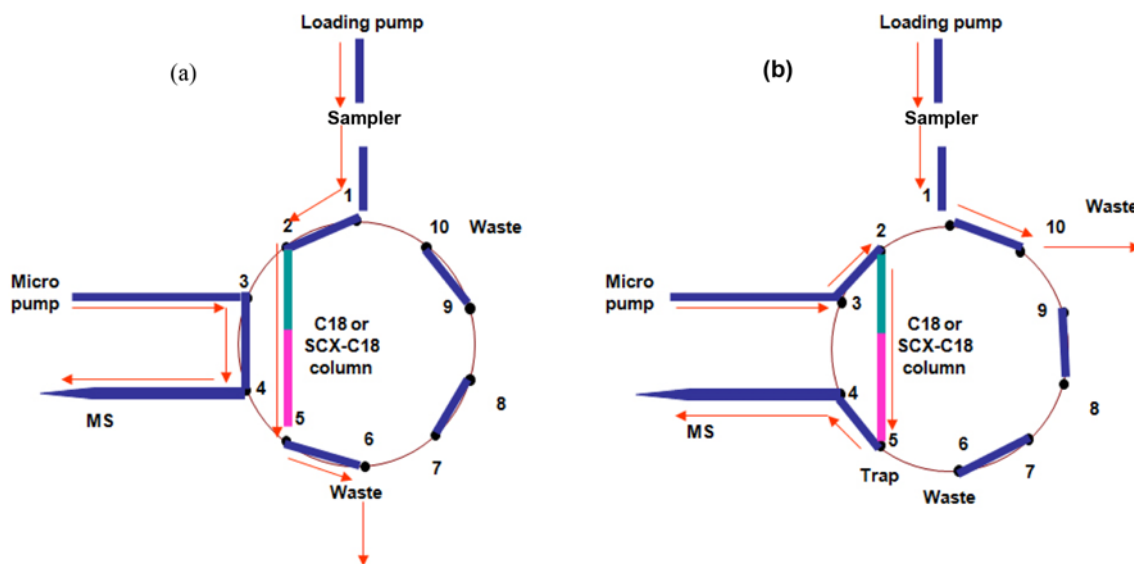 (a)
Loading pump
Sampler
1
2
10
Waste
3
Micro
pump
9
C18 or
SCX-C18
column
4
MS
8
5
6
7
Waste
(b)
Loading pump
Sampler
1
10
Waste
2
Micro
pump
3
9
C18 or
SCX-C18
column
4
MS
8
5
6
7
Trap
Waste